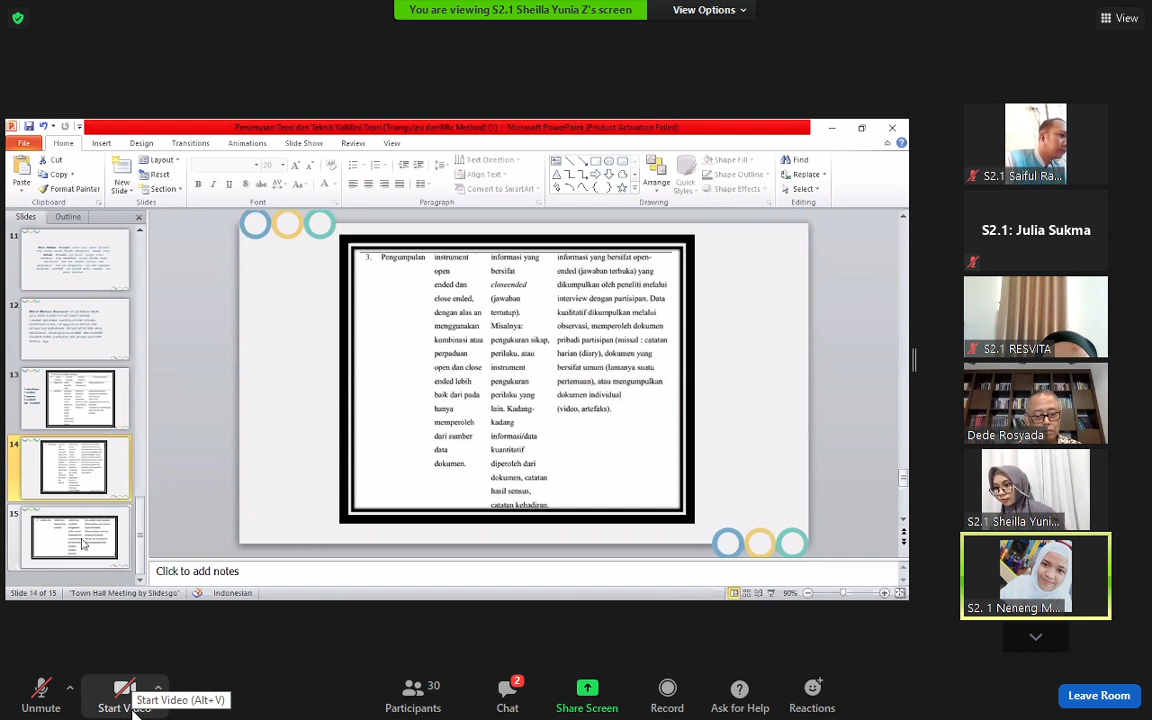 You are viewing S2.1 Sheilla Yunia Z's screen
View Options
View
Perumusan Teori dan Teknik Validasi Teori (Triangulasi dan Mix Method) (1) - Microsoft PowerPoint (Product Activation Failed)
File Home Insert Design Transitions Animations Slide Show Review View
Paste
Cut
Copy
Format Painter
Clipboard
New
Slide
Layout
Reset
Section
Slides
20
Font
Paragraph
Text Direction
Align Text
Convert to SmartArt
Arrange
Quick
Styles
Shape Fill
Shape Outline
Shape Effects
Drawing
Find
Replace
Select
Editing
Slides Outline
11
12
13
14
15
3. Pengumpulan
instrument
open
ended dan
close ended,
dengan alas an
menggunakan
kombinasi atau
perpaduan
open dan close
ended lebih
baik dari pada
hanya
memperoleh
dari sumber
data
dokumen.
informasi yang
bersifat
closeended
(jawaban
tertutup).
Misalnya:
pengukuran sikap,
perilaku, atau
instrument
pengukuran
perilaku yang
lain. Kadang-
kadang
informasi/data
kuantitatif
diperoleh dari
dokumen, catatan
hasil sensus,
catatan kehadiran.
informasi yang bersifat open-
ended (jawaban terbuka) yang
dikumpulkan oleh peneliti melalui
interview dengan partisipan. Data
kualitatif dikumpulkan melalui
observasi, memperoleh dokumen
pribadi partisipan (missal : catatan
harian (diary), dokumen yang
bersifat umum (lamanya suatu
pertemuan), atau mengumpulkan
dokumen individual
(video, artefaks).
Click to add notes
Slide 14 of 15
"Town Hall Meeting by Slidesgo"
Indonesian
90%
S2.1 Saiful Ra...
S2.1: Julia Sukma
S2.1 RESVITA
Dede Rosyada
S2.1 Sheilla Yuni...
S2. 1 Neneng M...
Unmute
Start Video
Start Video (Alt+V)
30
Participants
2
Chat
Share Screen
Record
Ask for Help
Reactions
Leave Room